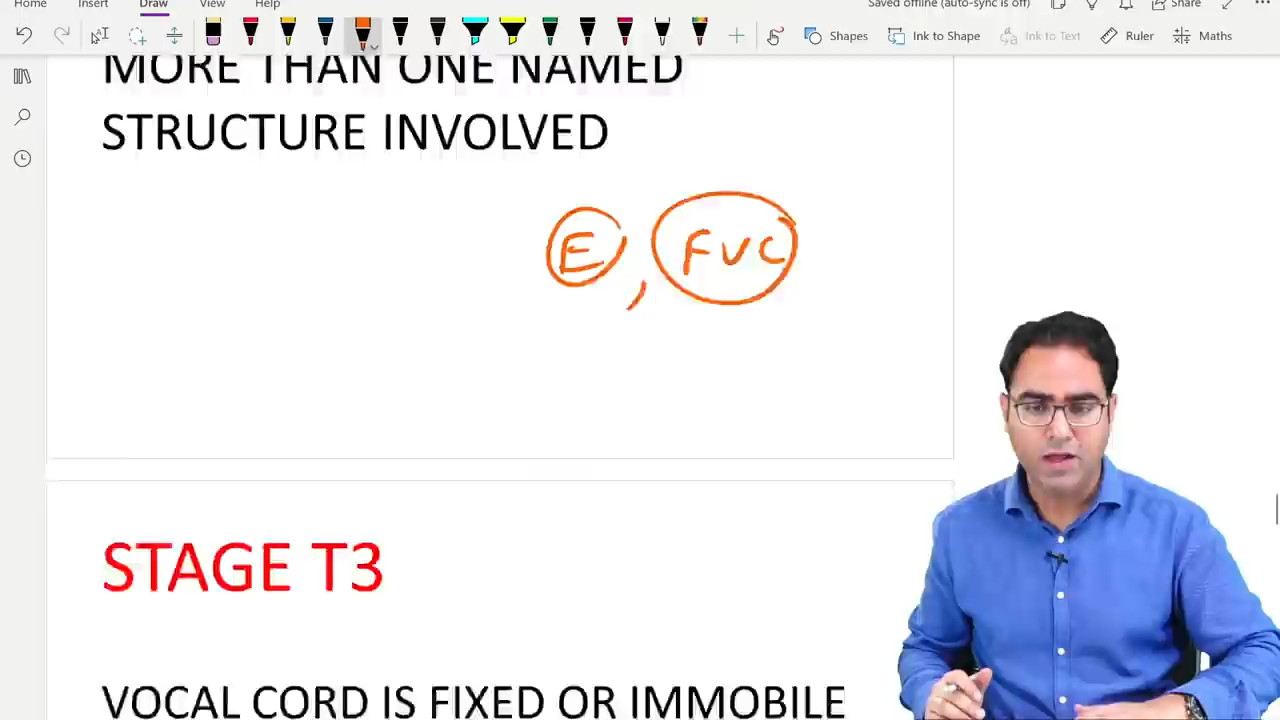 Home Insert Draw View Help Saved offline (auto-sync is off) Share
Shapes Ink to Shape Ink to Text Ruler Maths
MORE THAN ONE NAMED
STRUCTURE INVOLVED
E , FVC
STAGE T3
VOCAL CORD IS FIXED OR IMMOBILE